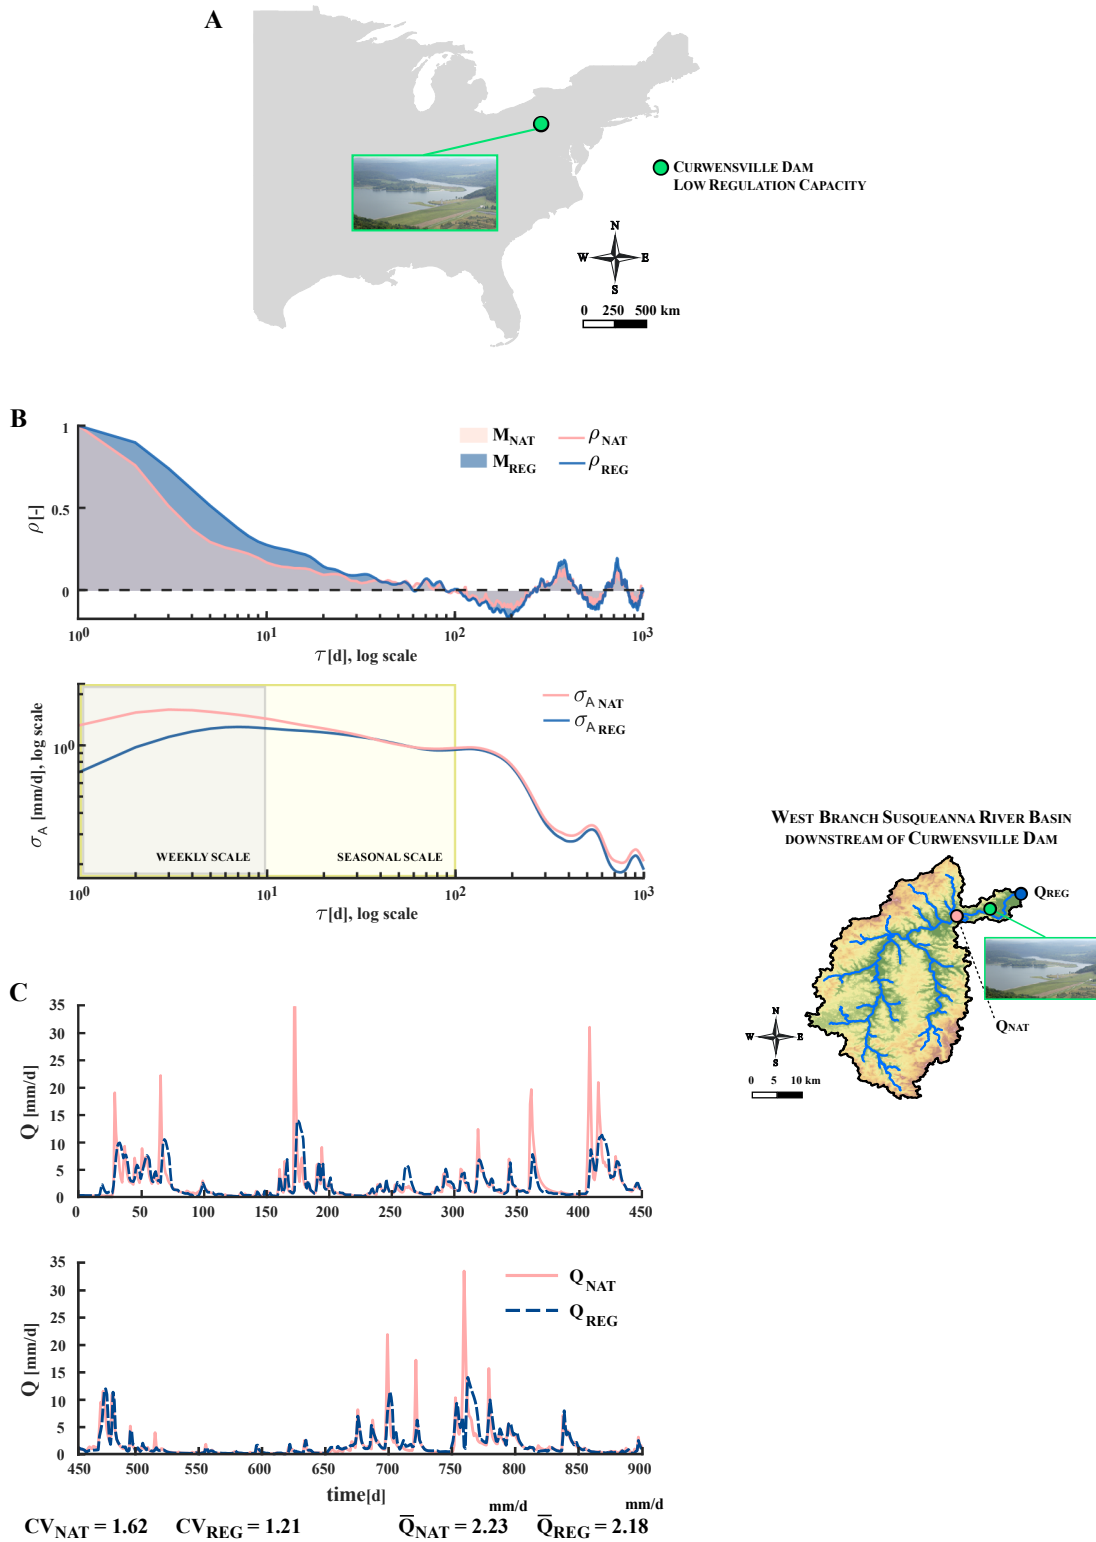 A
CURWENSVILLE DAM
LOW REGULATION CAPACITY
N
W E
S
0 250 500 km
B
1
0.5
0
ρ [-]
M NAT
M REG
ρ NAT
ρ REG
10^0 10^1 10^2 10^3
τ [d], log scale
σ_A [mm/d], log scale
10^0
σ_A NAT
σ_A REG
WEEKLY SCALE
SEASONAL SCALE
10^0 10^1 10^2 10^3
τ [d], log scale
WEST BRANCH SUSQUEANNA RIVER BASIN
DOWNSTREAM OF CURWENSVILLE DAM
QREG
QNAT
N
W E
S
0 5 10 km
C
35
30
25
20
15
10
5
0
Q [mm/d]
0 50 100 150 200 250 300 350 400 450
35
30
25
20
15
10
5
0
Q [mm/d]
Q NAT
Q REG
450 500 550 600 650 700 750 800 850 900
time[d]
CV NAT = 1.62 CV REG = 1.21 Q̅ NAT = 2.23 mm/d Q̅ REG = 2.18 mm/d